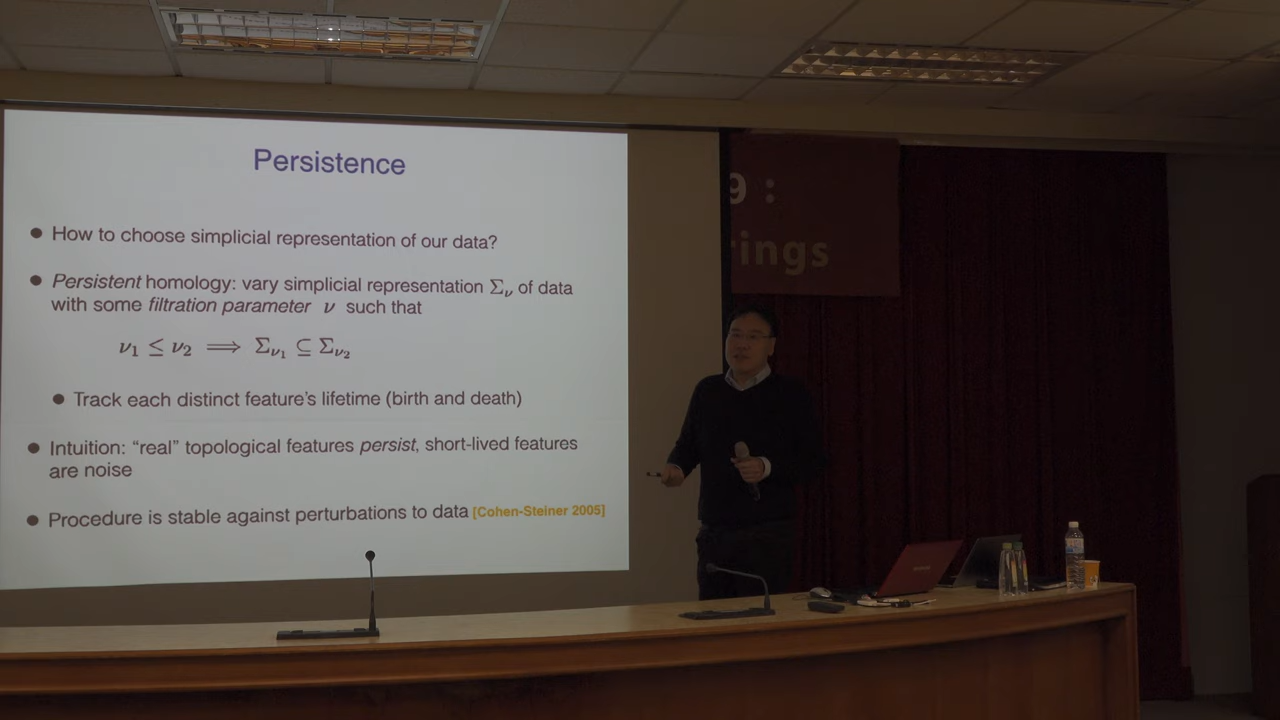 Persistence
● How to choose simplicial representation of our data?
● Persistent homology: vary simplicial representation Σ_ν of data
with some filtration parameter ν such that
ν₁ ≤ ν₂ ⟹ Σ_ν₁ ⊆ Σ_ν₂
● Track each distinct feature's lifetime (birth and death)
● Intuition: “real” topological features persist, short-lived features
are noise
● Procedure is stable against perturbations to data [Cohen-Steiner 2005]
9 :
rings